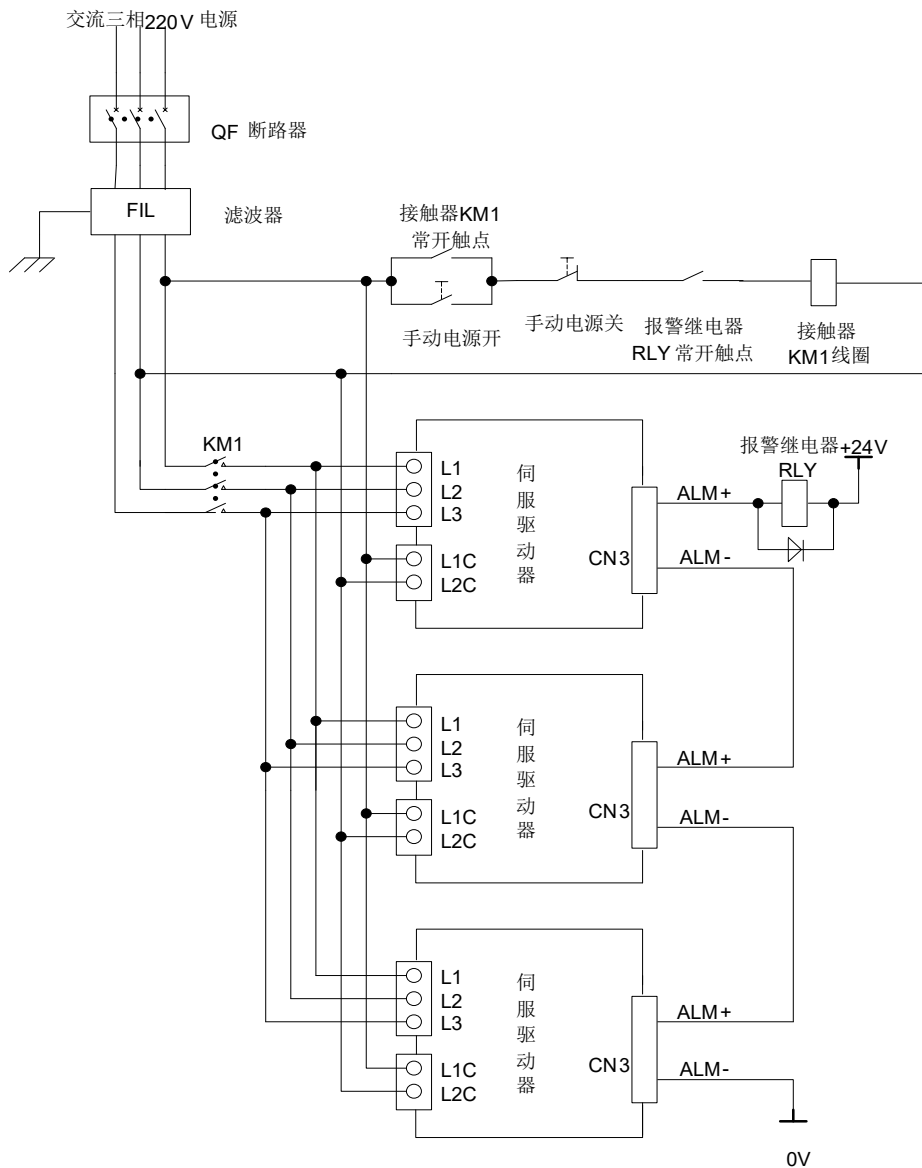 交流三相220V 电源
QF 断路器
FIL
滤波器
接触器KM1
常开触点
手动电源开
手动电源关
报警继电器
RLY 常开触点
接触器
KM1线圈
KM1
L1
L2
L3
L1C
L2C
伺服驱动器
CN3
ALM+
ALM-
报警继电器
RLY
+24V
L1
L2
L3
L1C
L2C
伺服驱动器
CN3
ALM+
ALM-
L1
L2
L3
L1C
L2C
伺服驱动器
CN3
ALM+
ALM-
0V